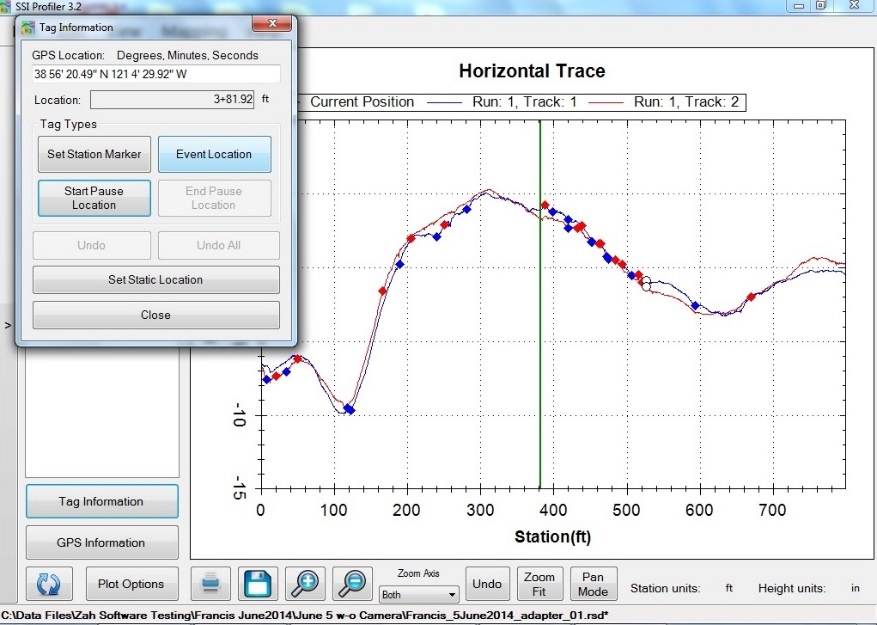 SSI Profiler 3.2
Tag Information
GPS Location: Degrees, Minutes, Seconds
38 56' 20.49" N 121 4' 29.92" W
Location: 3+81.92 ft
Tag Types
Set Station Marker Event Location
Start Pause Location End Pause Location
Undo Undo All
Set Static Location
Close
Horizontal Trace
Current Position Run: 1, Track: 1 Run: 1, Track: 2
>
-10
-15
0 100 200 300 400 500 600 700
Station(ft)
Tag Information
GPS Information
Plot Options
Zoom Axis
Both
Undo
Zoom Fit
Pan Mode
Station units: ft Height units: in
C:\Data Files\Zah Software Testing\Francis June2014\June 5 w-o Camera\Francis_5June2014_adapter_01.rsd*